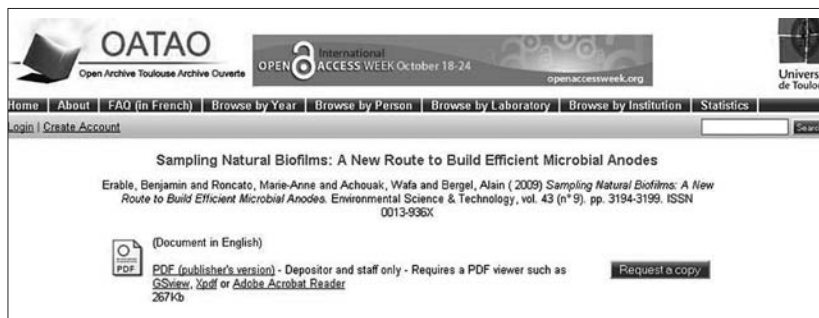 OATAO
Open Archive Toulouse Archive Ouverte
International
OPEN ACCESS WEEK October 18-24
openaccessweek.org
Univers
de Toulo
Home | About | FAQ (in French) | Browse by Year | Browse by Person | Browse by Laboratory | Browse by Institution | Statistics
Login | Create Account
Searc
Sampling Natural Biofilms: A New Route to Build Efficient Microbial Anodes
Erable, Benjamin and Roncato, Marie-Anne and Achouak, Wafa and Bergel, Alain ( 2009) Sampling Natural Biofilms: A New
Route to Build Efficient Microbial Anodes. Environmental Science & Technology, vol. 43 (n° 9). pp. 3194-3199. ISSN
0013-936X
(Document in English)
PDF
PDF (publisher's version) - Depositor and staff only - Requires a PDF viewer such as
GSview, Xpdf or Adobe Acrobat Reader
267Kb
Request a copy